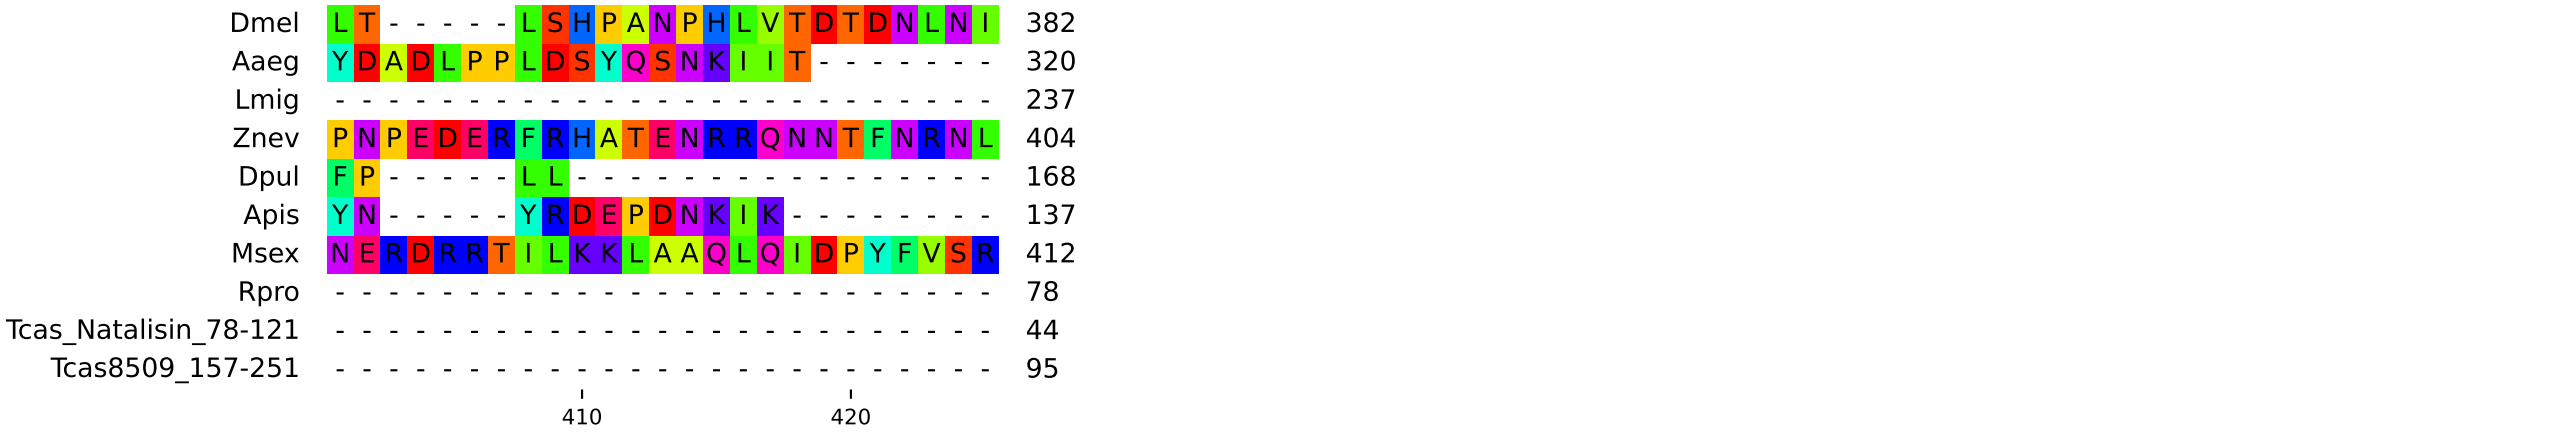 Dmel L T - - - - - L S H P A N P H L V T D T D N L N I 382
Aaeg Y D A D L P P L D S Y Q S N K I I T - - - - - - - 320
Lmig - - - - - - - - - - - - - - - - - - - - - - - - - 237
Znev P N P E D E R F R H A T E N R R Q N N T F N R N L 404
Dpul F P - - - - - L L - - - - - - - - - - - - - - - - 168
Apis Y N - - - - - Y R D E P D N K I K - - - - - - - - 137
Msex N E R D R R T I L K K L A A Q L Q I D P Y F V S R 412
Rpro - - - - - - - - - - - - - - - - - - - - - - - - - 78
Tcas_Natalisin_78-121 - - - - - - - - - - - - - - - - - - - - - - - - - 44
Tcas8509_157-251 - - - - - - - - - - - - - - - - - - - - - - - - - 95
410 420